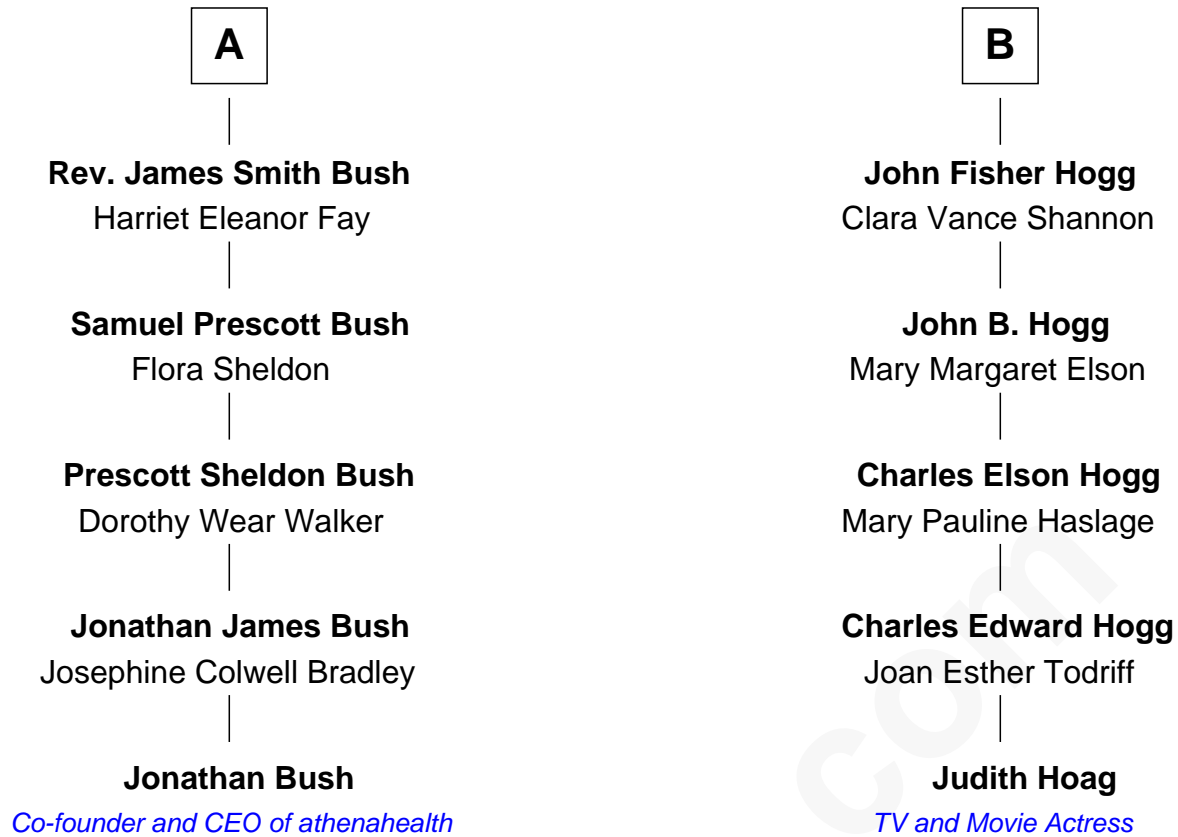 A
Rev. James Smith Bush
Harriet Eleanor Fay
Samuel Prescott Bush
Flora Sheldon
Prescott Sheldon Bush
Dorothy Wear Walker
Jonathan James Bush
Josephine Colwell Bradley
Jonathan Bush
Co-founder and CEO of athenahealth
B
John Fisher Hogg
Clara Vance Shannon
John B. Hogg
Mary Margaret Elson
Charles Elson Hogg
Mary Pauline Haslage
Charles Edward Hogg
Joan Esther Todriff
Judith Hoag
TV and Movie Actress
com